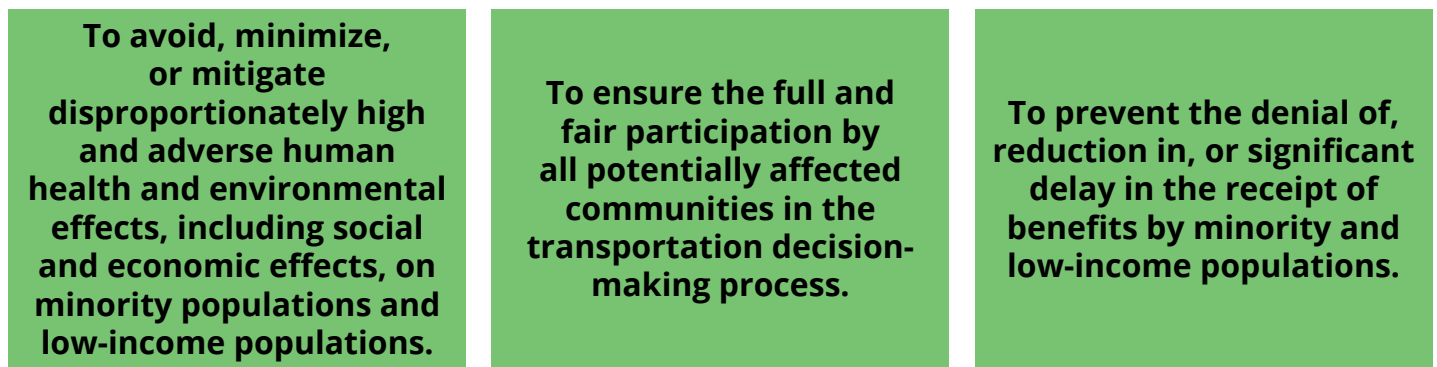 To avoid, minimize,
or mitigate
disproportionately high
and adverse human
health and environmental
effects, including social
and economic effects, on
minority populations and
low-income populations.
To ensure the full and
fair participation by
all potentially affected
communities in the
transportation decision-
making process.
To prevent the denial of,
reduction in, or significant
delay in the receipt of
benefits by minority and
low-income populations.